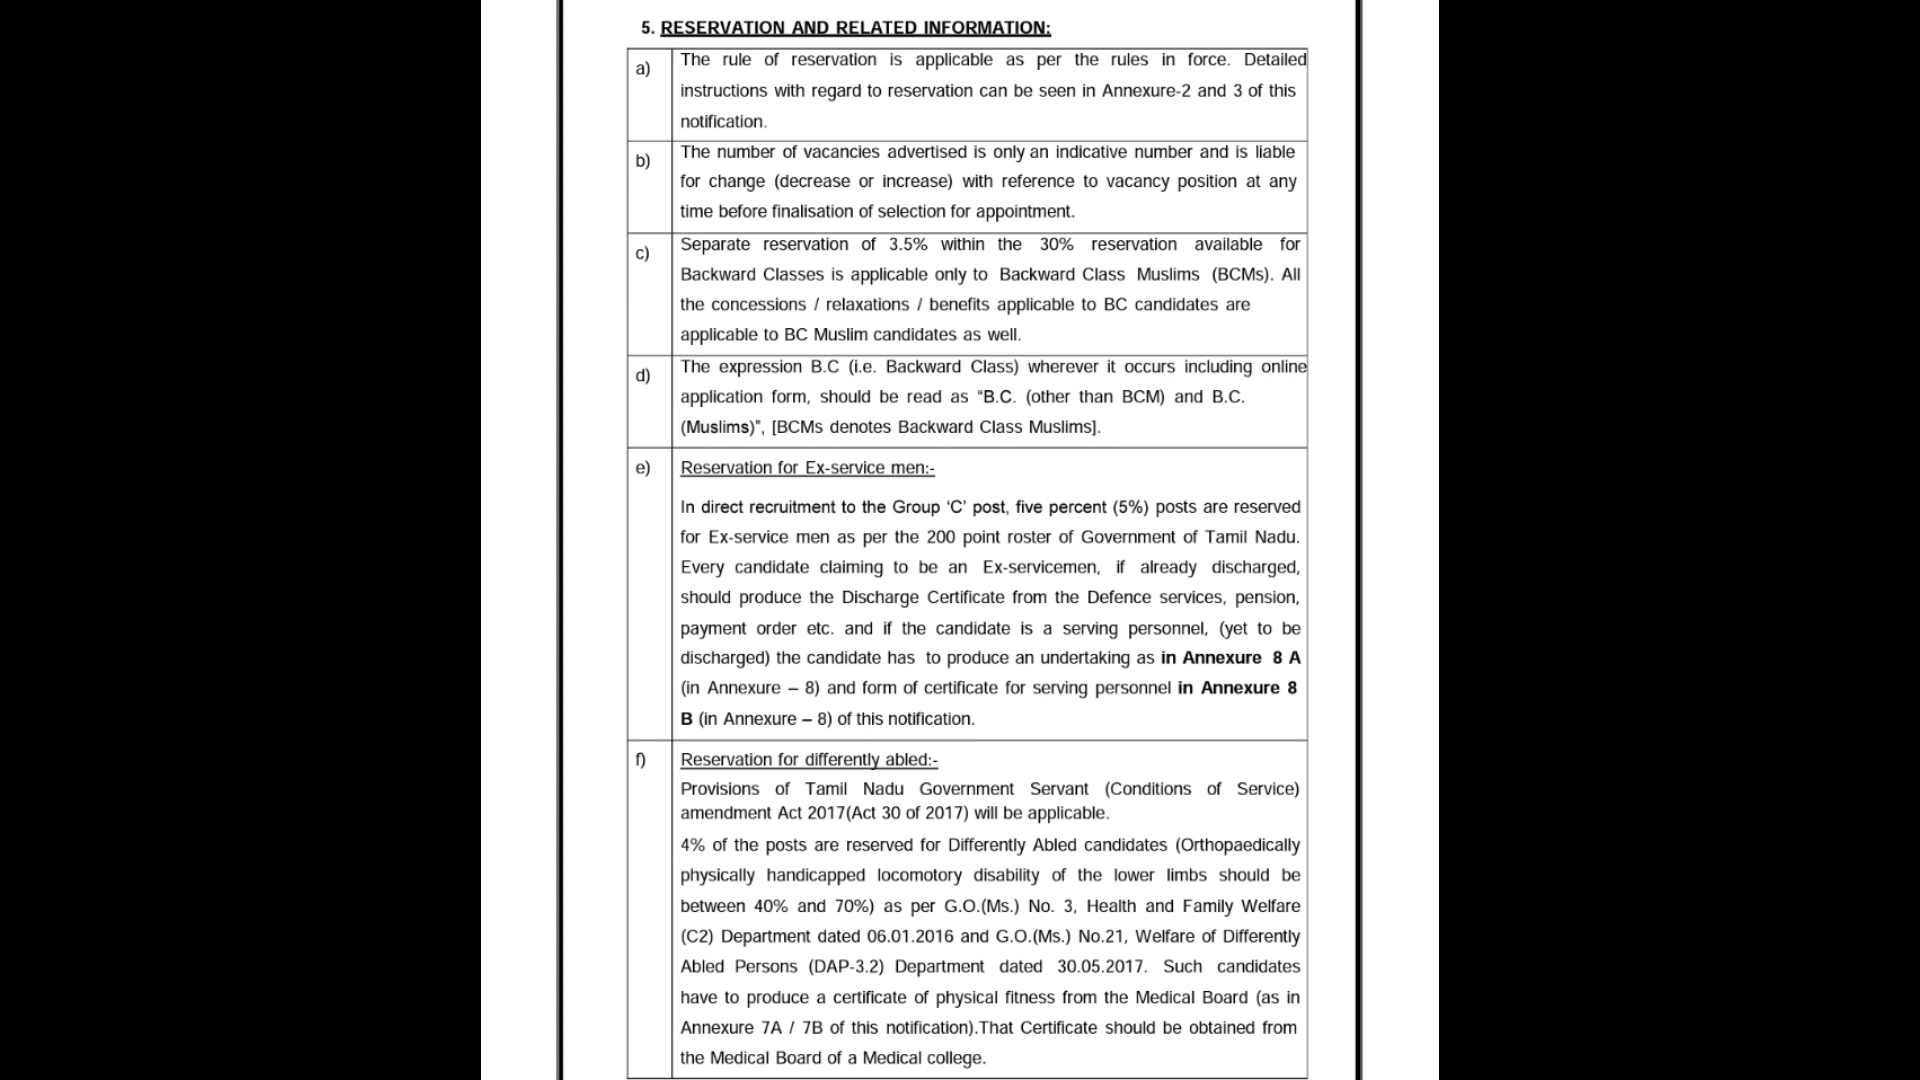 5. RESERVATION AND RELATED INFORMATION:
a) The rule of reservation is applicable as per the rules in force. Detailed
instructions with regard to reservation can be seen in Annexure-2 and 3 of this
notification.
b) The number of vacancies advertised is only an indicative number and is liable
for change (decrease or increase) with reference to vacancy position at any
time before finalisation of selection for appointment.
c) Separate reservation of 3.5% within the 30% reservation available for
Backward Classes is applicable only to Backward Class Muslims (BCMs). All
the concessions / relaxations / benefits applicable to BC candidates are
applicable to BC Muslim candidates as well.
d) The expression B.C (i.e. Backward Class) wherever it occurs including online
application form, should be read as “B.C. (other than BCM) and B.C.
(Muslims)”, [BCMs denotes Backward Class Muslims].
e) Reservation for Ex-service men:-
In direct recruitment to the Group ‘C’ post, five percent (5%) posts are reserved
for Ex-service men as per the 200 point roster of Government of Tamil Nadu.
Every candidate claiming to be an Ex-servicemen, if already discharged,
should produce the Discharge Certificate from the Defence services, pension,
payment order etc. and if the candidate is a serving personnel, (yet to be
discharged) the candidate has to produce an undertaking as in Annexure 8 A
(in Annexure – 8) and form of certificate for serving personnel in Annexure 8
B (in Annexure – 8) of this notification.
f) Reservation for differently abled:-
Provisions of Tamil Nadu Government Servant (Conditions of Service)
amendment Act 2017(Act 30 of 2017) will be applicable.
4% of the posts are reserved for Differently Abled candidates (Orthopaedically
physically handicapped locomotory disability of the lower limbs should be
between 40% and 70%) as per G.O.(Ms.) No. 3, Health and Family Welfare
(C2) Department dated 06.01.2016 and G.O.(Ms.) No.21, Welfare of Differently
Abled Persons (DAP-3.2) Department dated 30.05.2017. Such candidates
have to produce a certificate of physical fitness from the Medical Board (as in
Annexure 7A / 7B of this notification).That Certificate should be obtained from
the Medical Board of a Medical college.